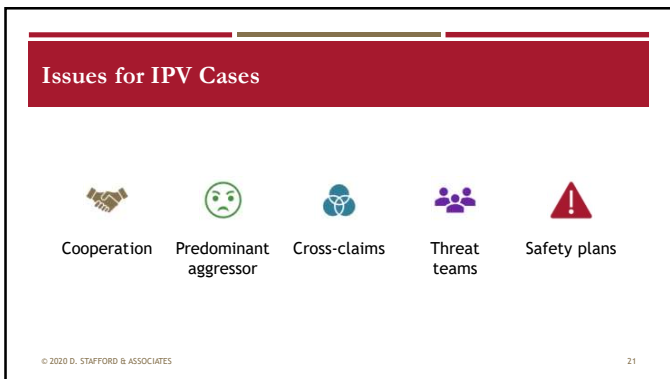 Issues for IPV Cases
Cooperation
Predominant
aggressor
Cross-claims
Threat
teams
Safety plans
© 2020 D. STAFFORD & ASSOCIATES
21